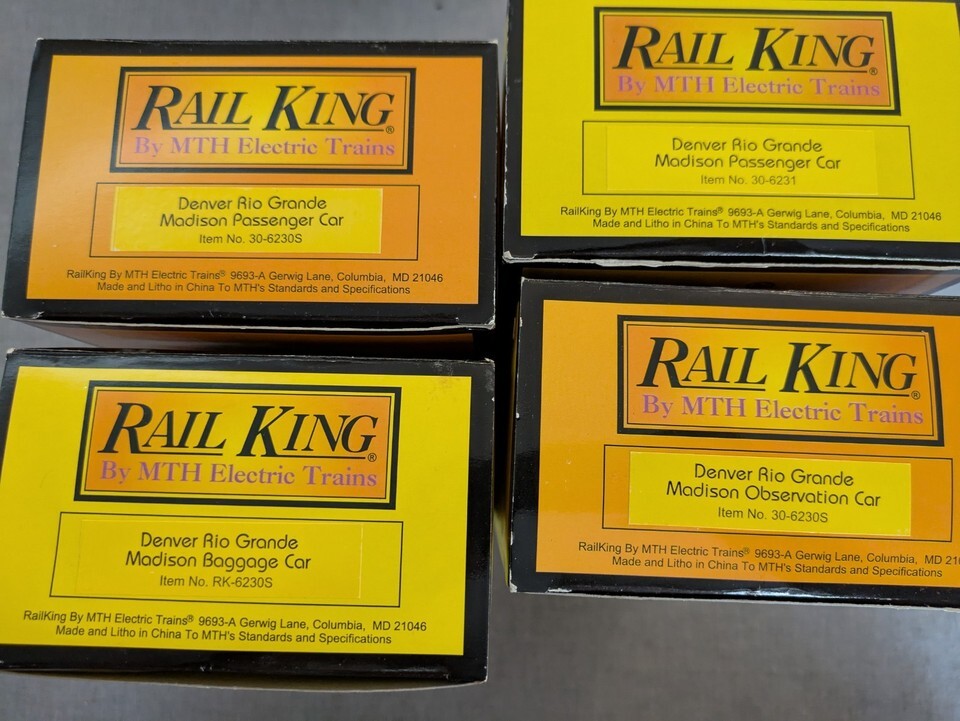 RAIL KING®
By MTH Electric Trains
Denver Rio Grande
Madison Passenger Car
Item No. 30-6230S
RailKing By MTH Electric Trains® 9693-A Gerwig Lane, Columbia, MD 21046
Made and Litho in China To MTH's Standards and Specifications
RAIL KING®
By MTH Electric Trains
Denver Rio Grande
Madison Passenger Car
Item No. 30-6231
RailKing By MTH Electric Trains® 9693-A Gerwig Lane, Columbia, MD 21046
Made and Litho in China To MTH's Standards and Specifications
RAIL KING®
By MTH Electric Trains
Denver Rio Grande
Madison Baggage Car
Item No. RK-6230S
RailKing By MTH Electric Trains® 9693-A Gerwig Lane, Columbia, MD 21046
Made and Litho in China To MTH's Standards and Specifications
RAIL KING®
By MTH Electric Trains
Denver Rio Grande
Madison Observation Car
Item No. 30-6230S
RailKing By MTH Electric Trains® 9693-A Gerwig Lane, Columbia, MD 210
Made and Litho in China To MTH's Standards and Specifications